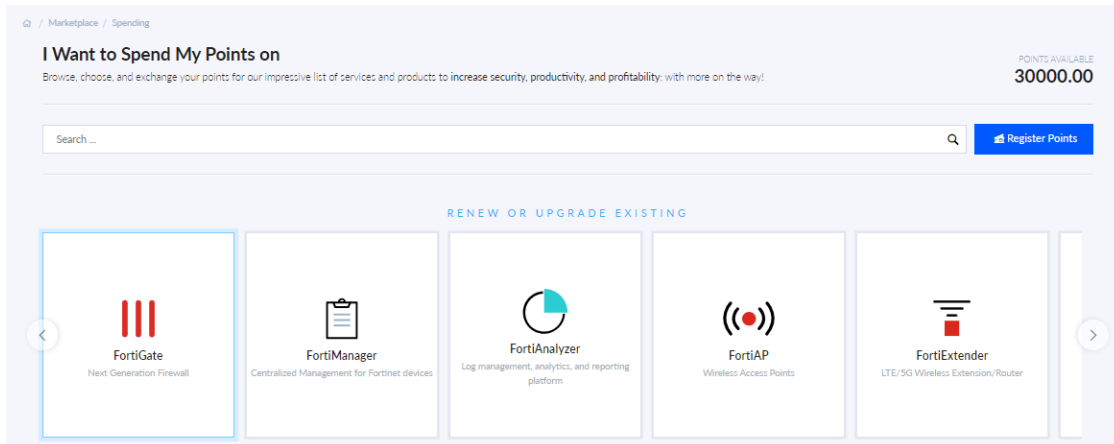 / Marketplace / Spending
I Want to Spend My Points on
Browse, choose, and exchange your points for our impressive list of services and products to increase security, productivity, and profitability; with more on the way!
POINTS AVAILABLE
30000.00
Search ...
Register Points
RENEW OR UPGRADE EXISTING
FortiGate
Next Generation Firewall
FortiManager
Centralized Management for Fortinet devices
FortiAnalyzer
Log management, analytics, and reporting
platform
FortiAP
Wireless Access Points
FortiExtender
LTE/5G Wireless Extension/Router